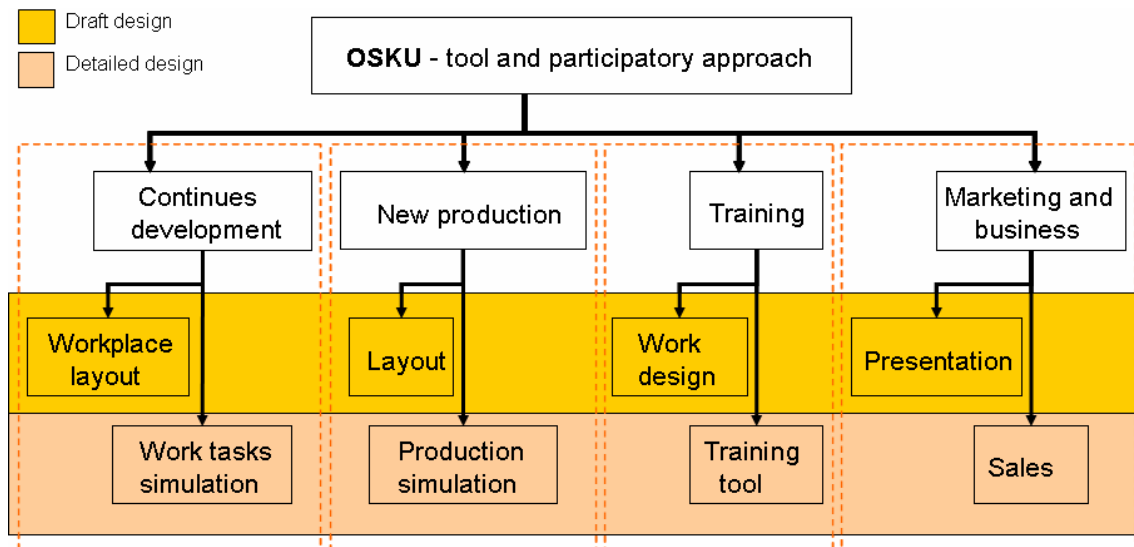 Draft design
Detailed design
OSKU - tool and participatory approach
Continues
development
New production
Training
Marketing and
business
Workplace
layout
Layout
Work
design
Presentation
Work tasks
simulation
Production
simulation
Training
tool
Sales